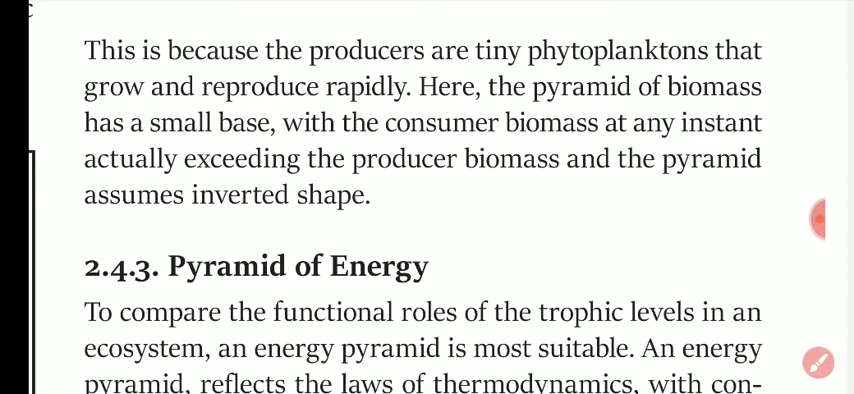 This is because the producers are tiny phytoplanktons that
grow and reproduce rapidly. Here, the pyramid of biomass
has a small base, with the consumer biomass at any instant
actually exceeding the producer biomass and the pyramid
assumes inverted shape.
2.4.3. Pyramid of Energy
To compare the functional roles of the trophic levels in an
ecosystem, an energy pyramid is most suitable. An energy
pyramid, reflects the laws of thermodynamics, with con-